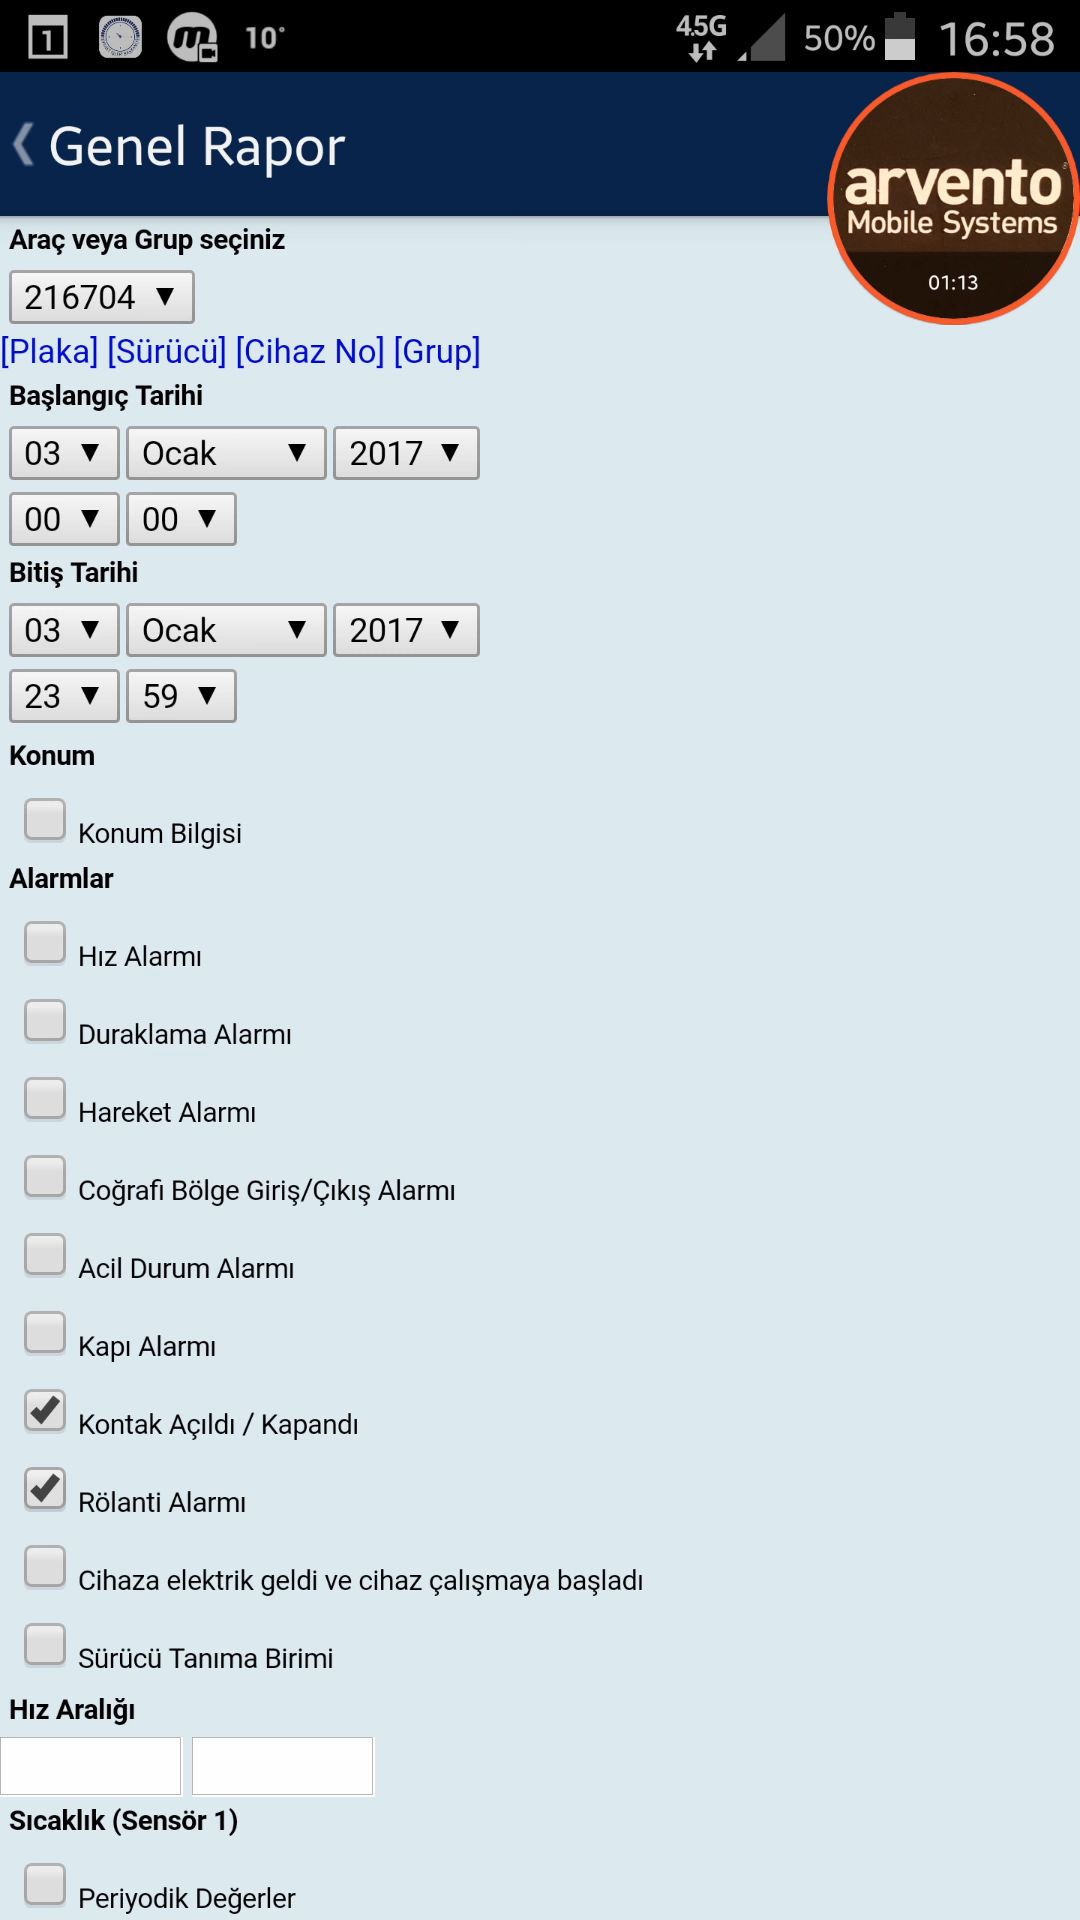 1 10° 4.5G 50% 16:58
Genel Rapor
arvento
Mobile Systems
01:13
Araç veya Grup seçiniz
216704 ▼
[Plaka] [Sürücü] [Cihaz No] [Grup]
Başlangıç Tarihi
03 ▼ Ocak ▼ 2017 ▼
00 ▼ 00 ▼
Bitiş Tarihi
03 ▼ Ocak ▼ 2017 ▼
23 ▼ 59 ▼
Konum
Konum Bilgisi
Alarmlar
Hız Alarmı
Duraklama Alarmı
Hareket Alarmı
Coğrafi Bölge Giriş/Çıkış Alarmı
Acil Durum Alarmı
Kapı Alarmı
Kontak Açıldı / Kapandı
Rölanti Alarmı
Cihaza elektrik geldi ve cihaz çalışmaya başladı
Sürücü Tanıma Birimi
Hız Aralığı
Sıcaklık (Sensör 1)
Periyodik Değerler